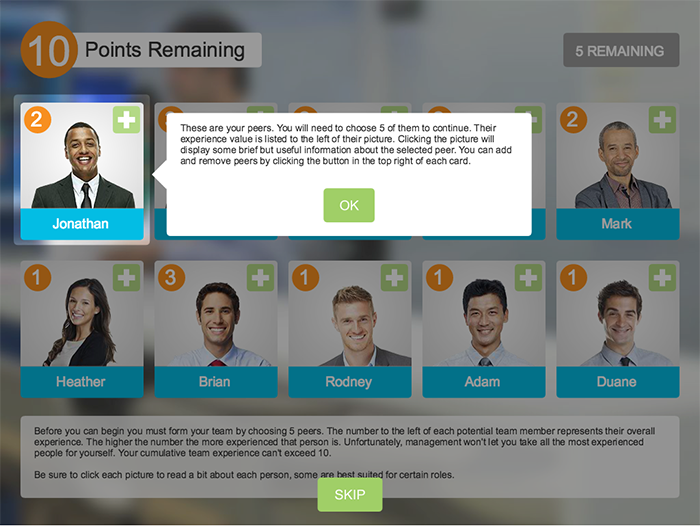 10 Points Remaining
5 REMAINING
2
2
Jonathan
Mark
These are your peers. You will need to choose 5 of them to continue. Their
experience value is listed to the left of their picture. Clicking the picture will
display some brief but useful information about the selected peer. You can add
and remove peers by clicking the button in the top right of each card.
OK
1
3
1
1
1
Heather
Brian
Rodney
Adam
Duane
Before you can begin you must form your team by choosing 5 peers. The number to the left of each potential team member represents their overall
experience. The higher the number the more experienced that person is. Unfortunately, management won't let you take all the most experienced
people for yourself. Your cumulative team experience can't exceed 10.
Be sure to click each picture to read a bit about each person, some are best suited for certain roles.
SKIP